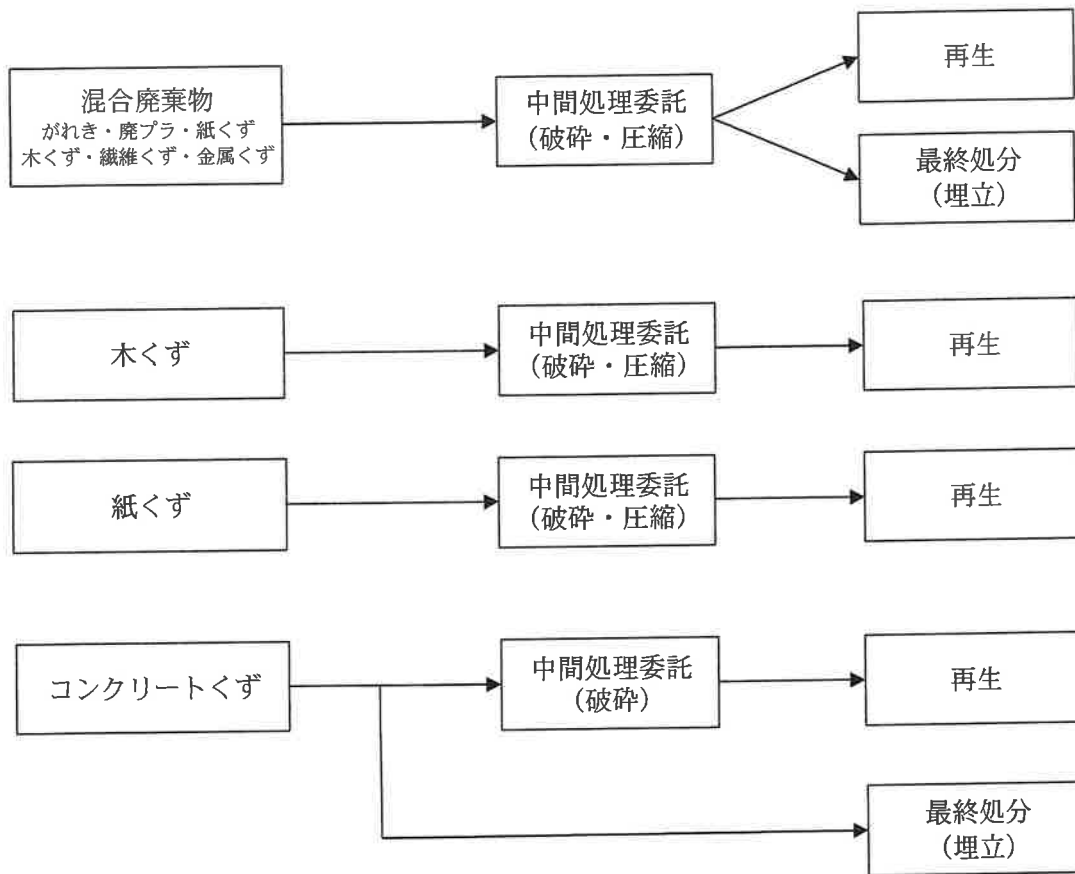 混合廃棄物
がれき・廃プラ・紙くず
木くず・繊維くず・金属くず
中間処理委託
(破砕・圧縮)
再生
最終処分
(埋立)
木くず
中間処理委託
(破砕・圧縮)
再生
紙くず
中間処理委託
(破砕・圧縮)
再生
コンクリートくず
中間処理委託
(破砕)
再生
最終処分
(埋立)